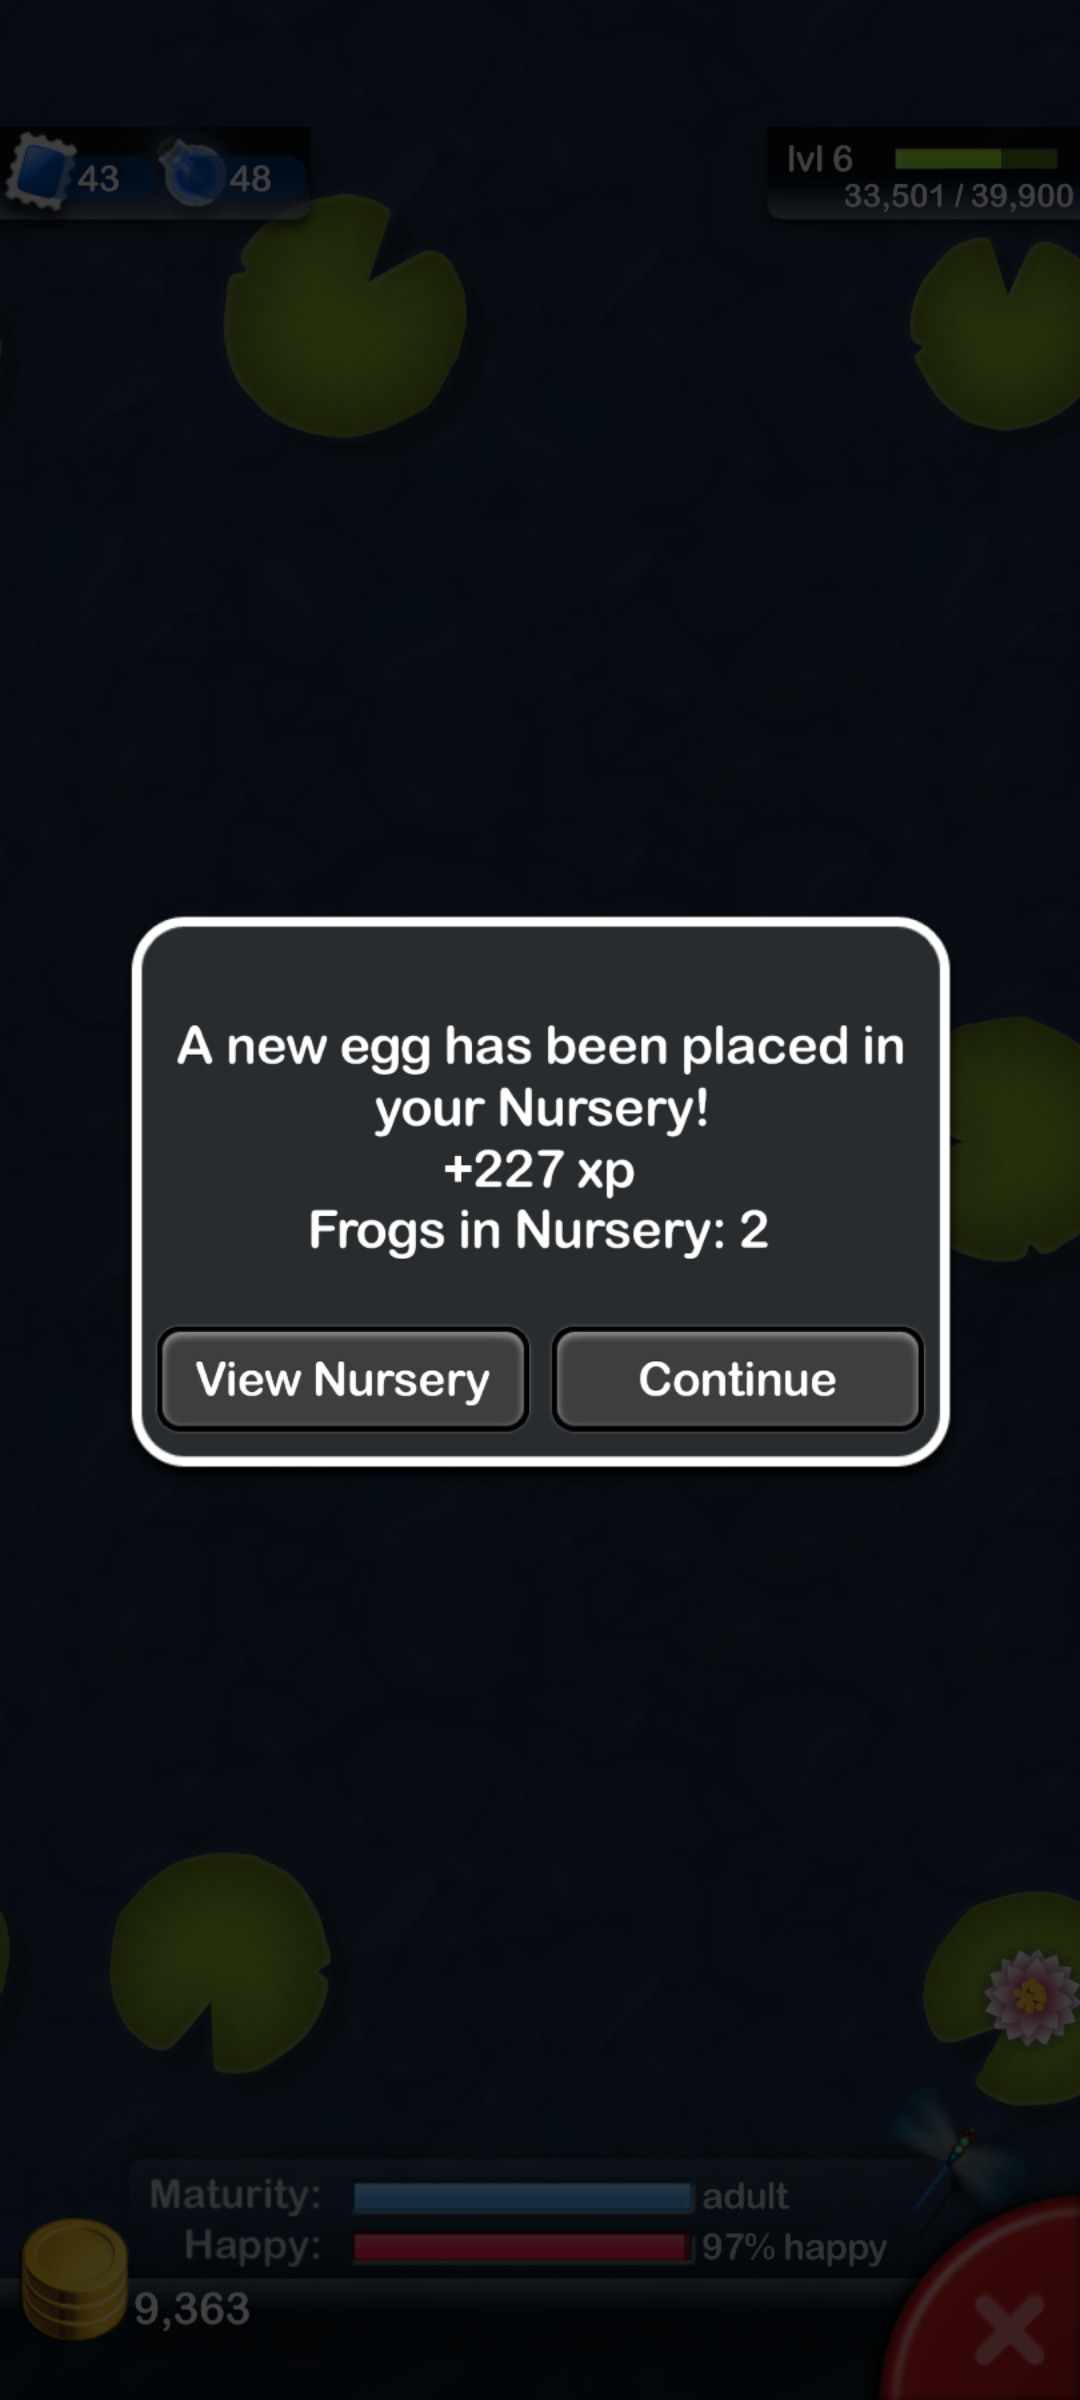 43
48
lvl 6
33,501 / 39,900
A new egg has been placed in
your Nursery!
+227 xp
Frogs in Nursery: 2
View Nursery
Continue
Maturity: adult
Happy: 97% happy
9,363